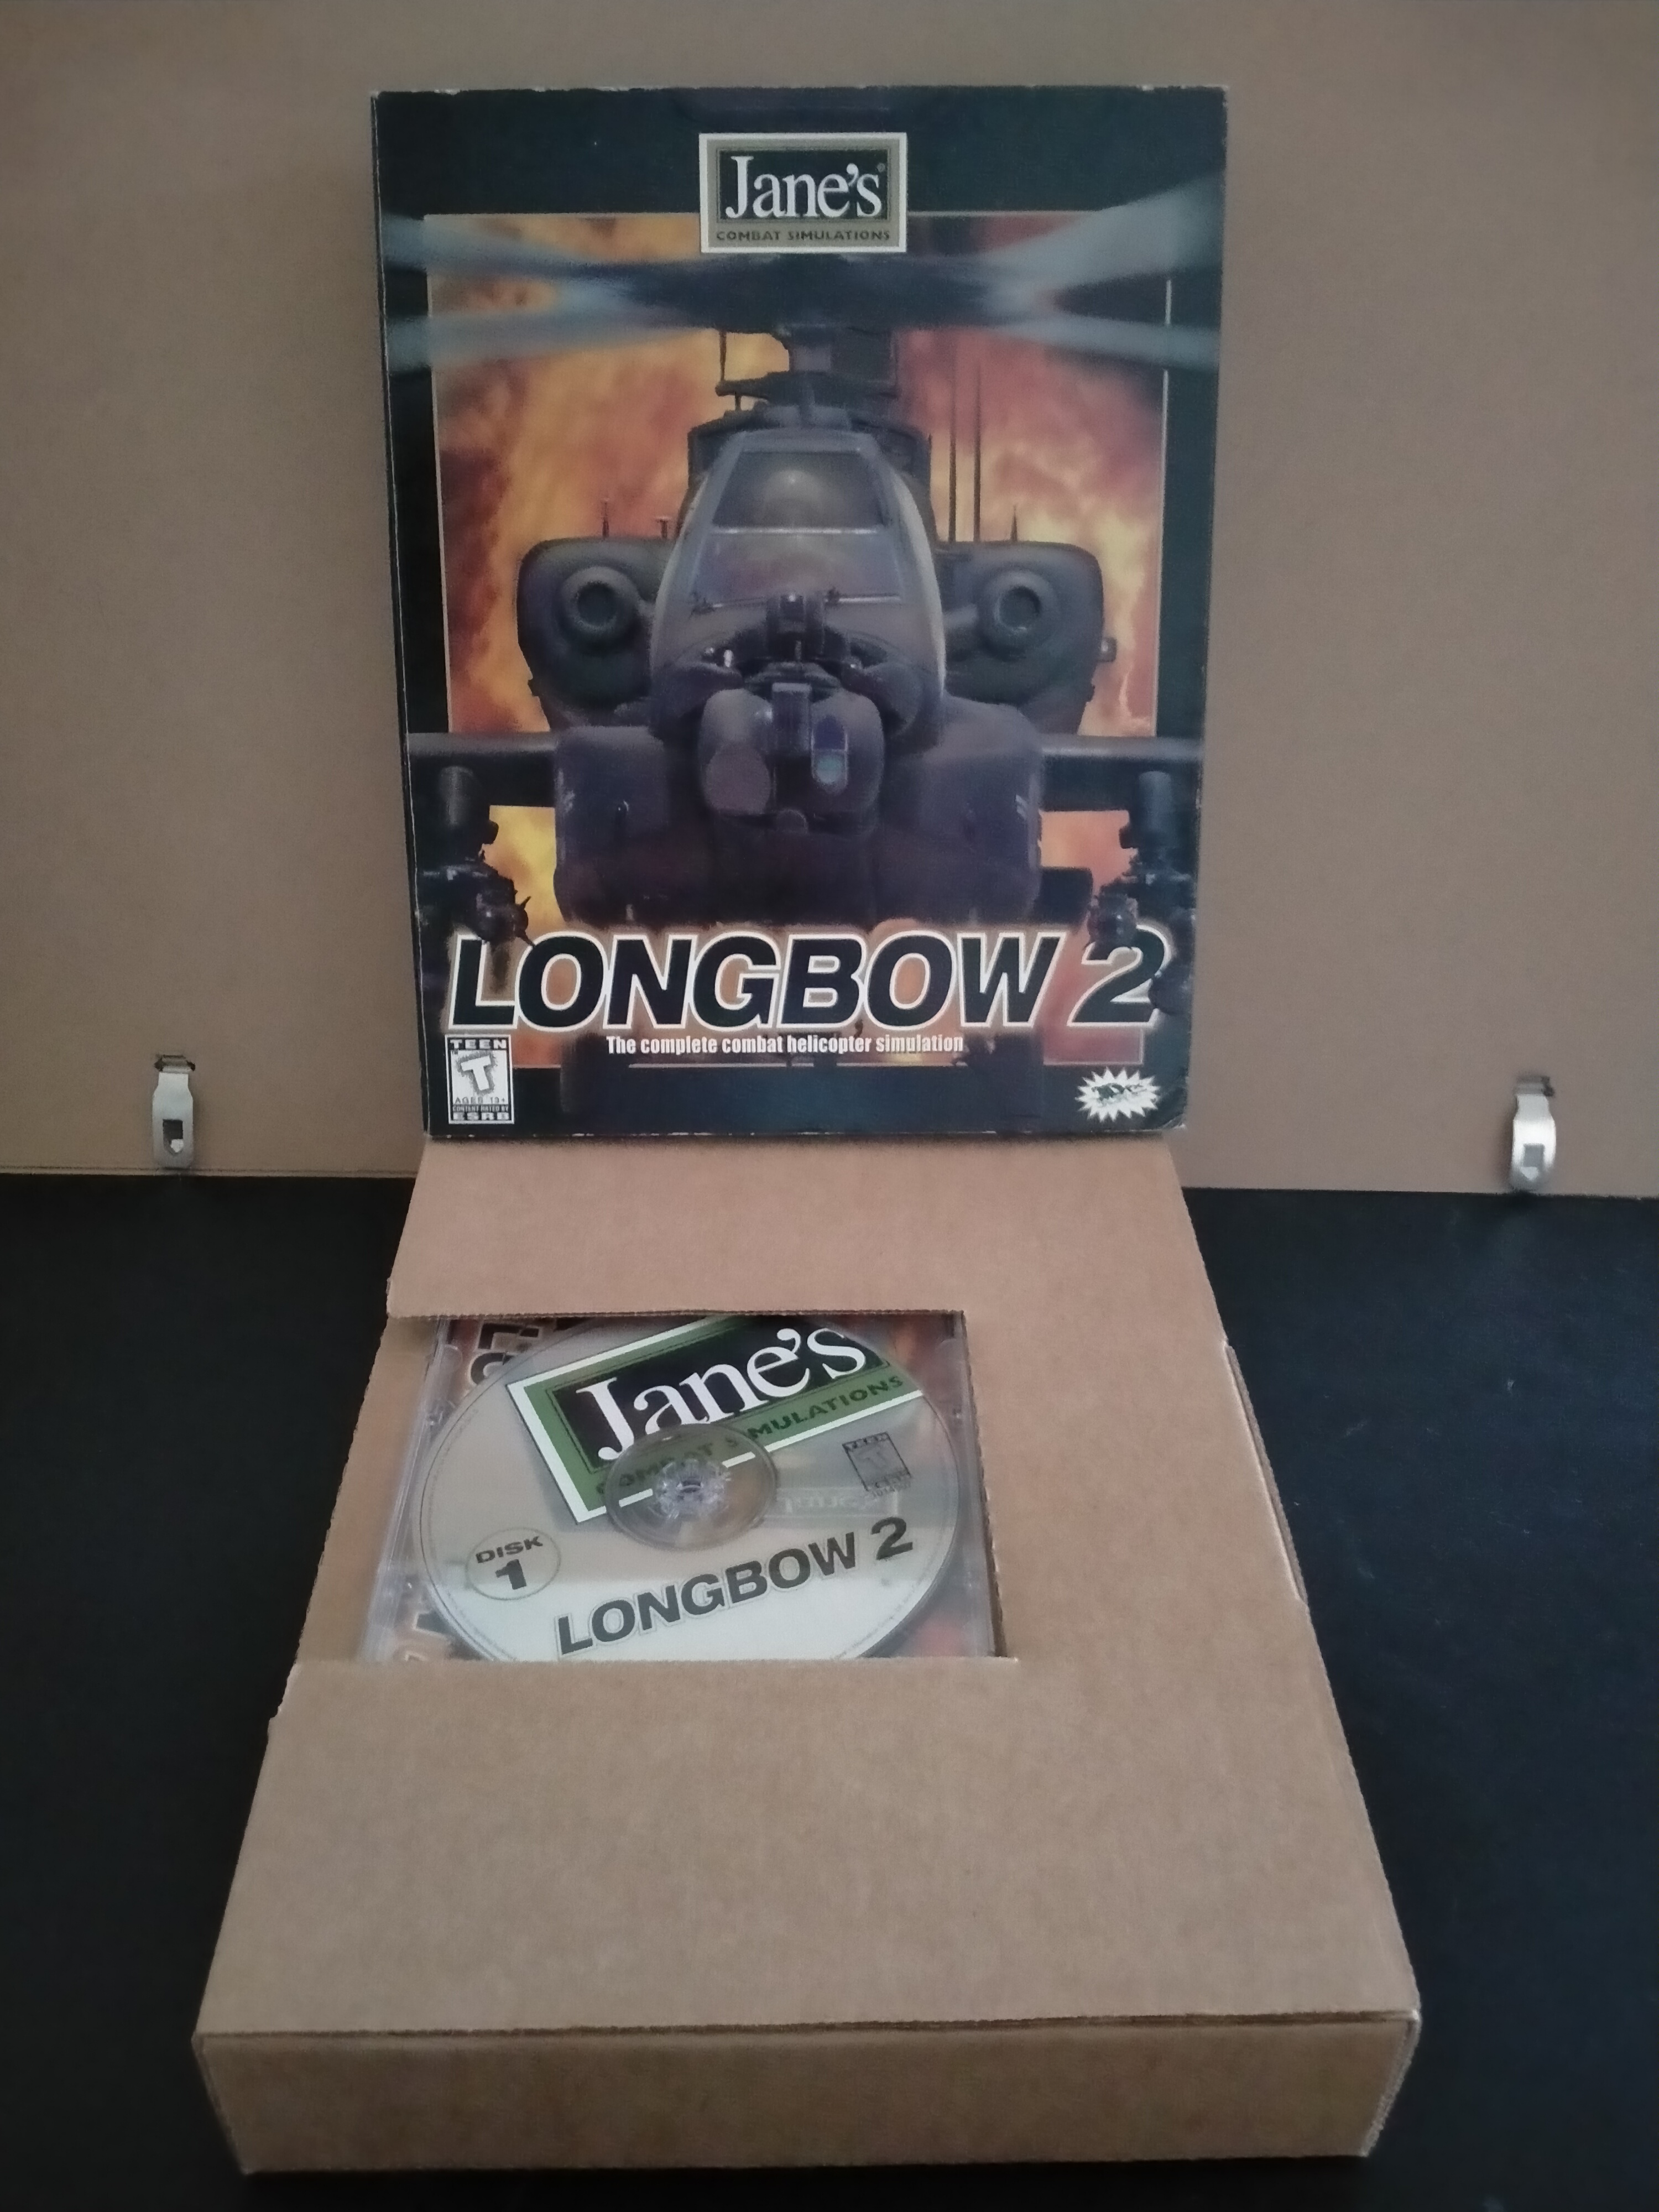 Jane's
COMBAT SIMULATIONS
LONGBOW 2
The complete combat helicopter simulation
TEEN
T
AGES 13+
CONTENT RATED BY
ESRB
Jane's
COMBAT SIMULATIONS
TEEN
T
DISK
1
LONGBOW 2